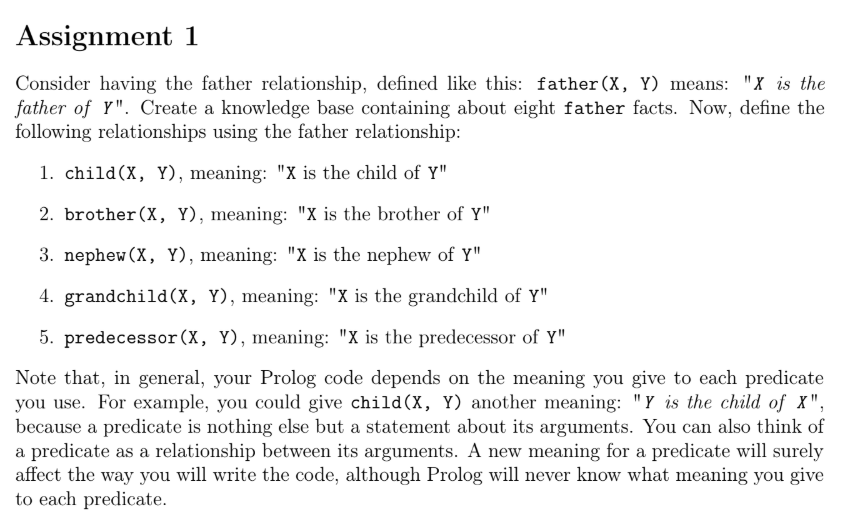 Assignment 1
Consider having the father relationship, defined like this: father(X, Y) means: "X is the
father of Y". Create a knowledge base containing about eight father facts. Now, define the
following relationships using the father relationship:
1. child(X, Y), meaning: "X is the child of Y"
2. brother(X, Y), meaning: "X is the brother of Y"
3. nephew(X, Y), meaning: "X is the nephew of Y"
4. grandchild(X, Y), meaning: "X is the grandchild of Y"
5. predecessor(X, Y), meaning: "X is the predecessor of Y"
Note that, in general, your Prolog code depends on the meaning you give to each predicate
you use. For example, you could give child(X, Y) another meaning: "Y is the child of X",
because a predicate is nothing else but a statement about its arguments. You can also think of
a predicate as a relationship between its arguments. A new meaning for a predicate will surely
affect the way you will write the code, although Prolog will never know what meaning you give
to each predicate.